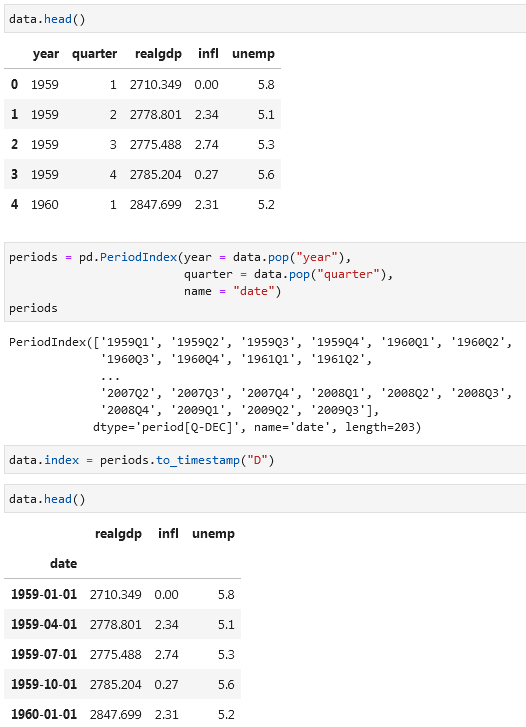 data.head()
year quarter realgdp infl unemp
0 1959 1 2710.349 0.00 5.8
1 1959 2 2778.801 2.34 5.1
2 1959 3 2775.488 2.74 5.3
3 1959 4 2785.204 0.27 5.6
4 1960 1 2847.699 2.31 5.2
periods = pd.PeriodIndex(year = data.pop("year"),
quarter = data.pop("quarter"),
name = "date")
periods
PeriodIndex(['1959Q1', '1959Q2', '1959Q3', '1959Q4', '1960Q1', '1960Q2',
'1960Q3', '1960Q4', '1961Q1', '1961Q2',
...
'2007Q2', '2007Q3', '2007Q4', '2008Q1', '2008Q2', '2008Q3',
'2008Q4', '2009Q1', '2009Q2', '2009Q3'],
dtype='period[Q-DEC]', name='date', length=203)
data.index = periods.to_timestamp("D")
data.head()
realgdp infl unemp
date
1959-01-01 2710.349 0.00 5.8
1959-04-01 2778.801 2.34 5.1
1959-07-01 2775.488 2.74 5.3
1959-10-01 2785.204 0.27 5.6
1960-01-01 2847.699 2.31 5.2